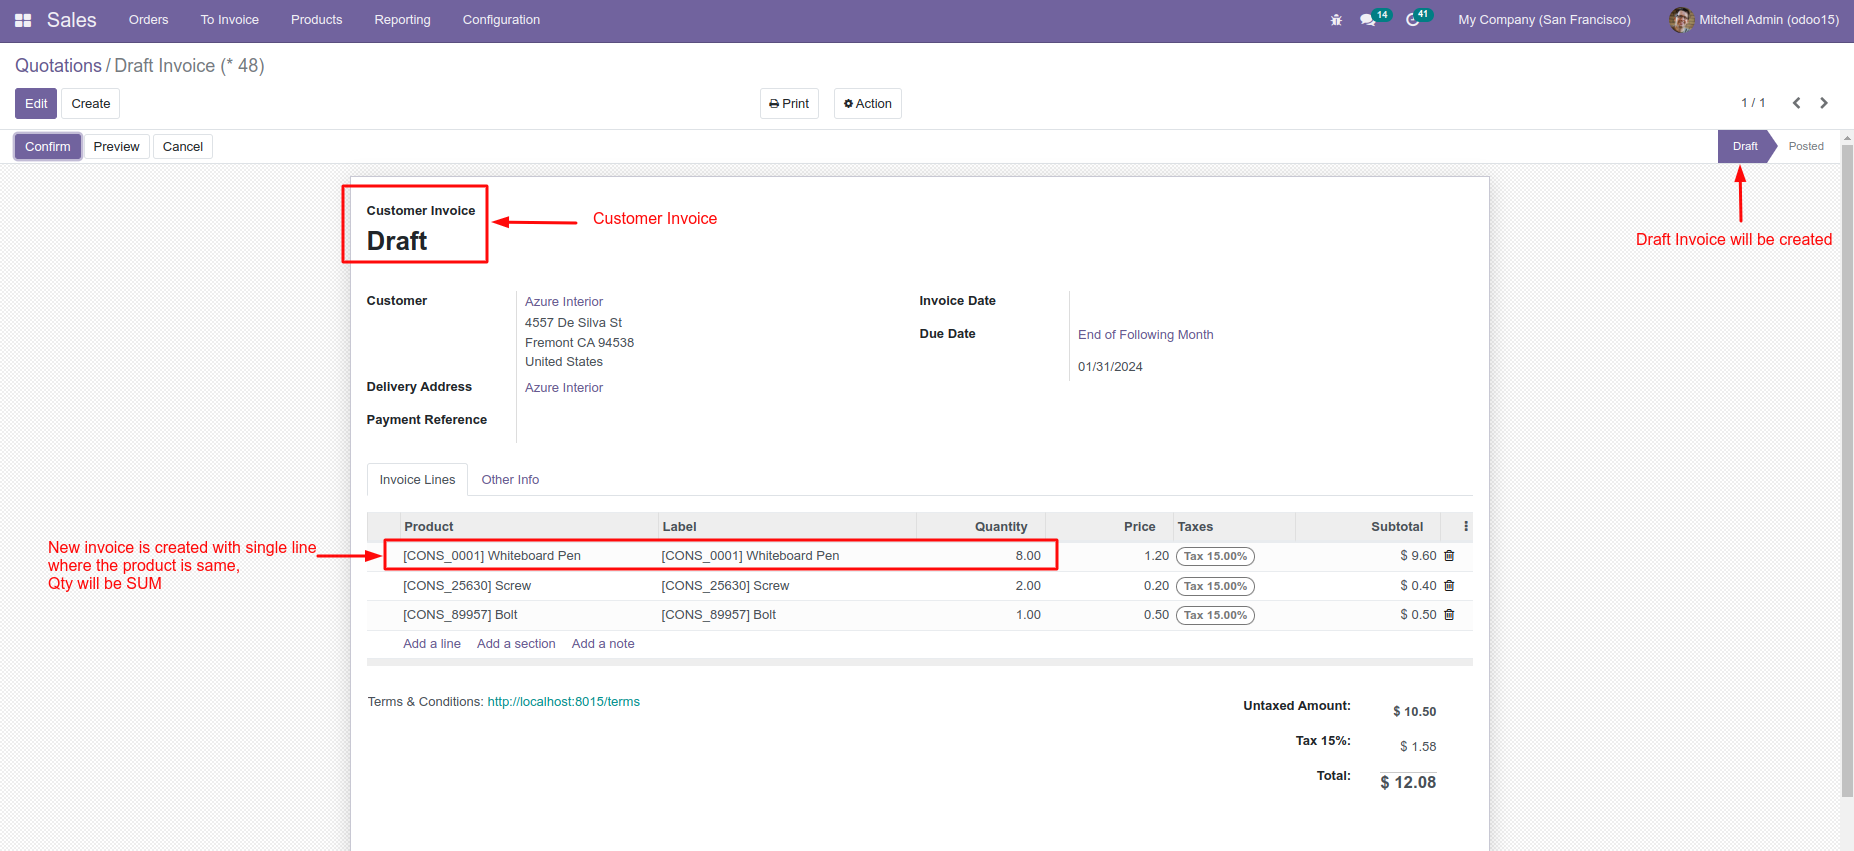 Sales Orders To Invoice Products Reporting Configuration 14 41 My Company (San Francisco) Mitchell Admin (odoo15)
Quotations / Draft Invoice (* 48)
Edit Create Print Action 1 / 1
Confirm Preview Cancel Draft Posted
Customer Invoice
Draft
Customer Invoice
Draft Invoice will be created
Customer Azure Interior Invoice Date
4557 De Silva St
Fremont CA 94538
United States
Due Date End of Following Month
01/31/2024
Delivery Address Azure Interior
Payment Reference
Invoice Lines Other Info
Product Label Quantity Price Taxes Subtotal
New invoice is created with single line
where the product is same,
Qty will be SUM
[CONS_0001] Whiteboard Pen [CONS_0001] Whiteboard Pen 8.00 1.20 Tax 15.00% $ 9.60
[CONS_25630] Screw [CONS_25630] Screw 2.00 0.20 Tax 15.00% $ 0.40
[CONS_89957] Bolt [CONS_89957] Bolt 1.00 0.50 Tax 15.00% $ 0.50
Add a line Add a section Add a note
Terms & Conditions: http://localhost:8015/terms
Untaxed Amount: $ 10.50
Tax 15%: $ 1.58
Total: $ 12.08